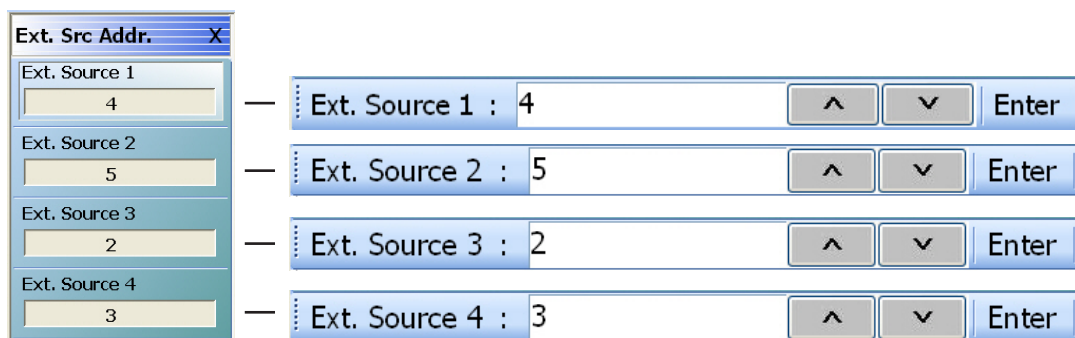 Ext. Src Addr. X
Ext. Source 1
4
Ext. Source 1 : 4 ^ v Enter
Ext. Source 2
5
Ext. Source 2 : 5 ^ v Enter
Ext. Source 3
2
Ext. Source 3 : 2 ^ v Enter
Ext. Source 4
3
Ext. Source 4 : 3 ^ v Enter